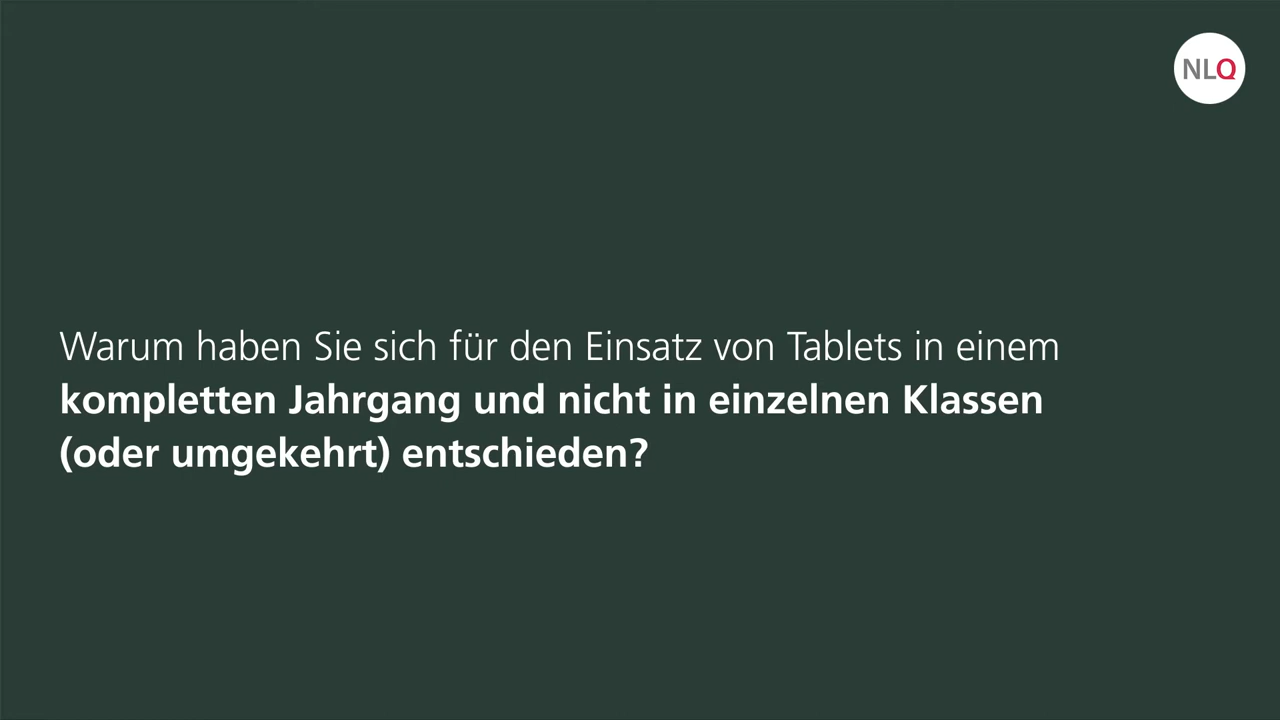 NLQ
Warum haben Sie sich für den Einsatz von Tablets in einem
kompletten Jahrgang und nicht in einzelnen Klassen
(oder umgekehrt) entschieden?